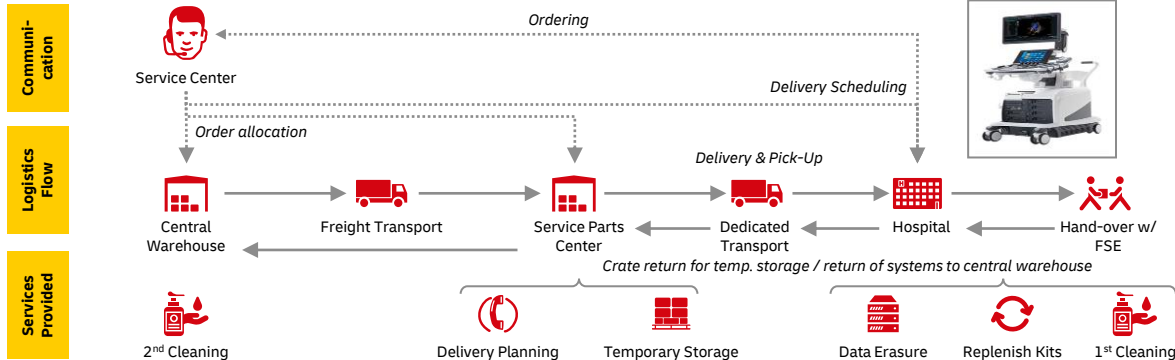 Communi-
cation
Ordering
Service Center
Delivery Scheduling
Order allocation
Logistics
Flow
Delivery & Pick-Up
H
Central
Warehouse
Freight Transport
Service Parts
Center
Dedicated
Transport
Hospital
Hand-over w/
FSE
Crate return for temp. storage / return of systems to central warehouse
Services
Provided
2nd Cleaning
Delivery Planning
Temporary Storage
Data Erasure
Replenish Kits
1st Cleaning